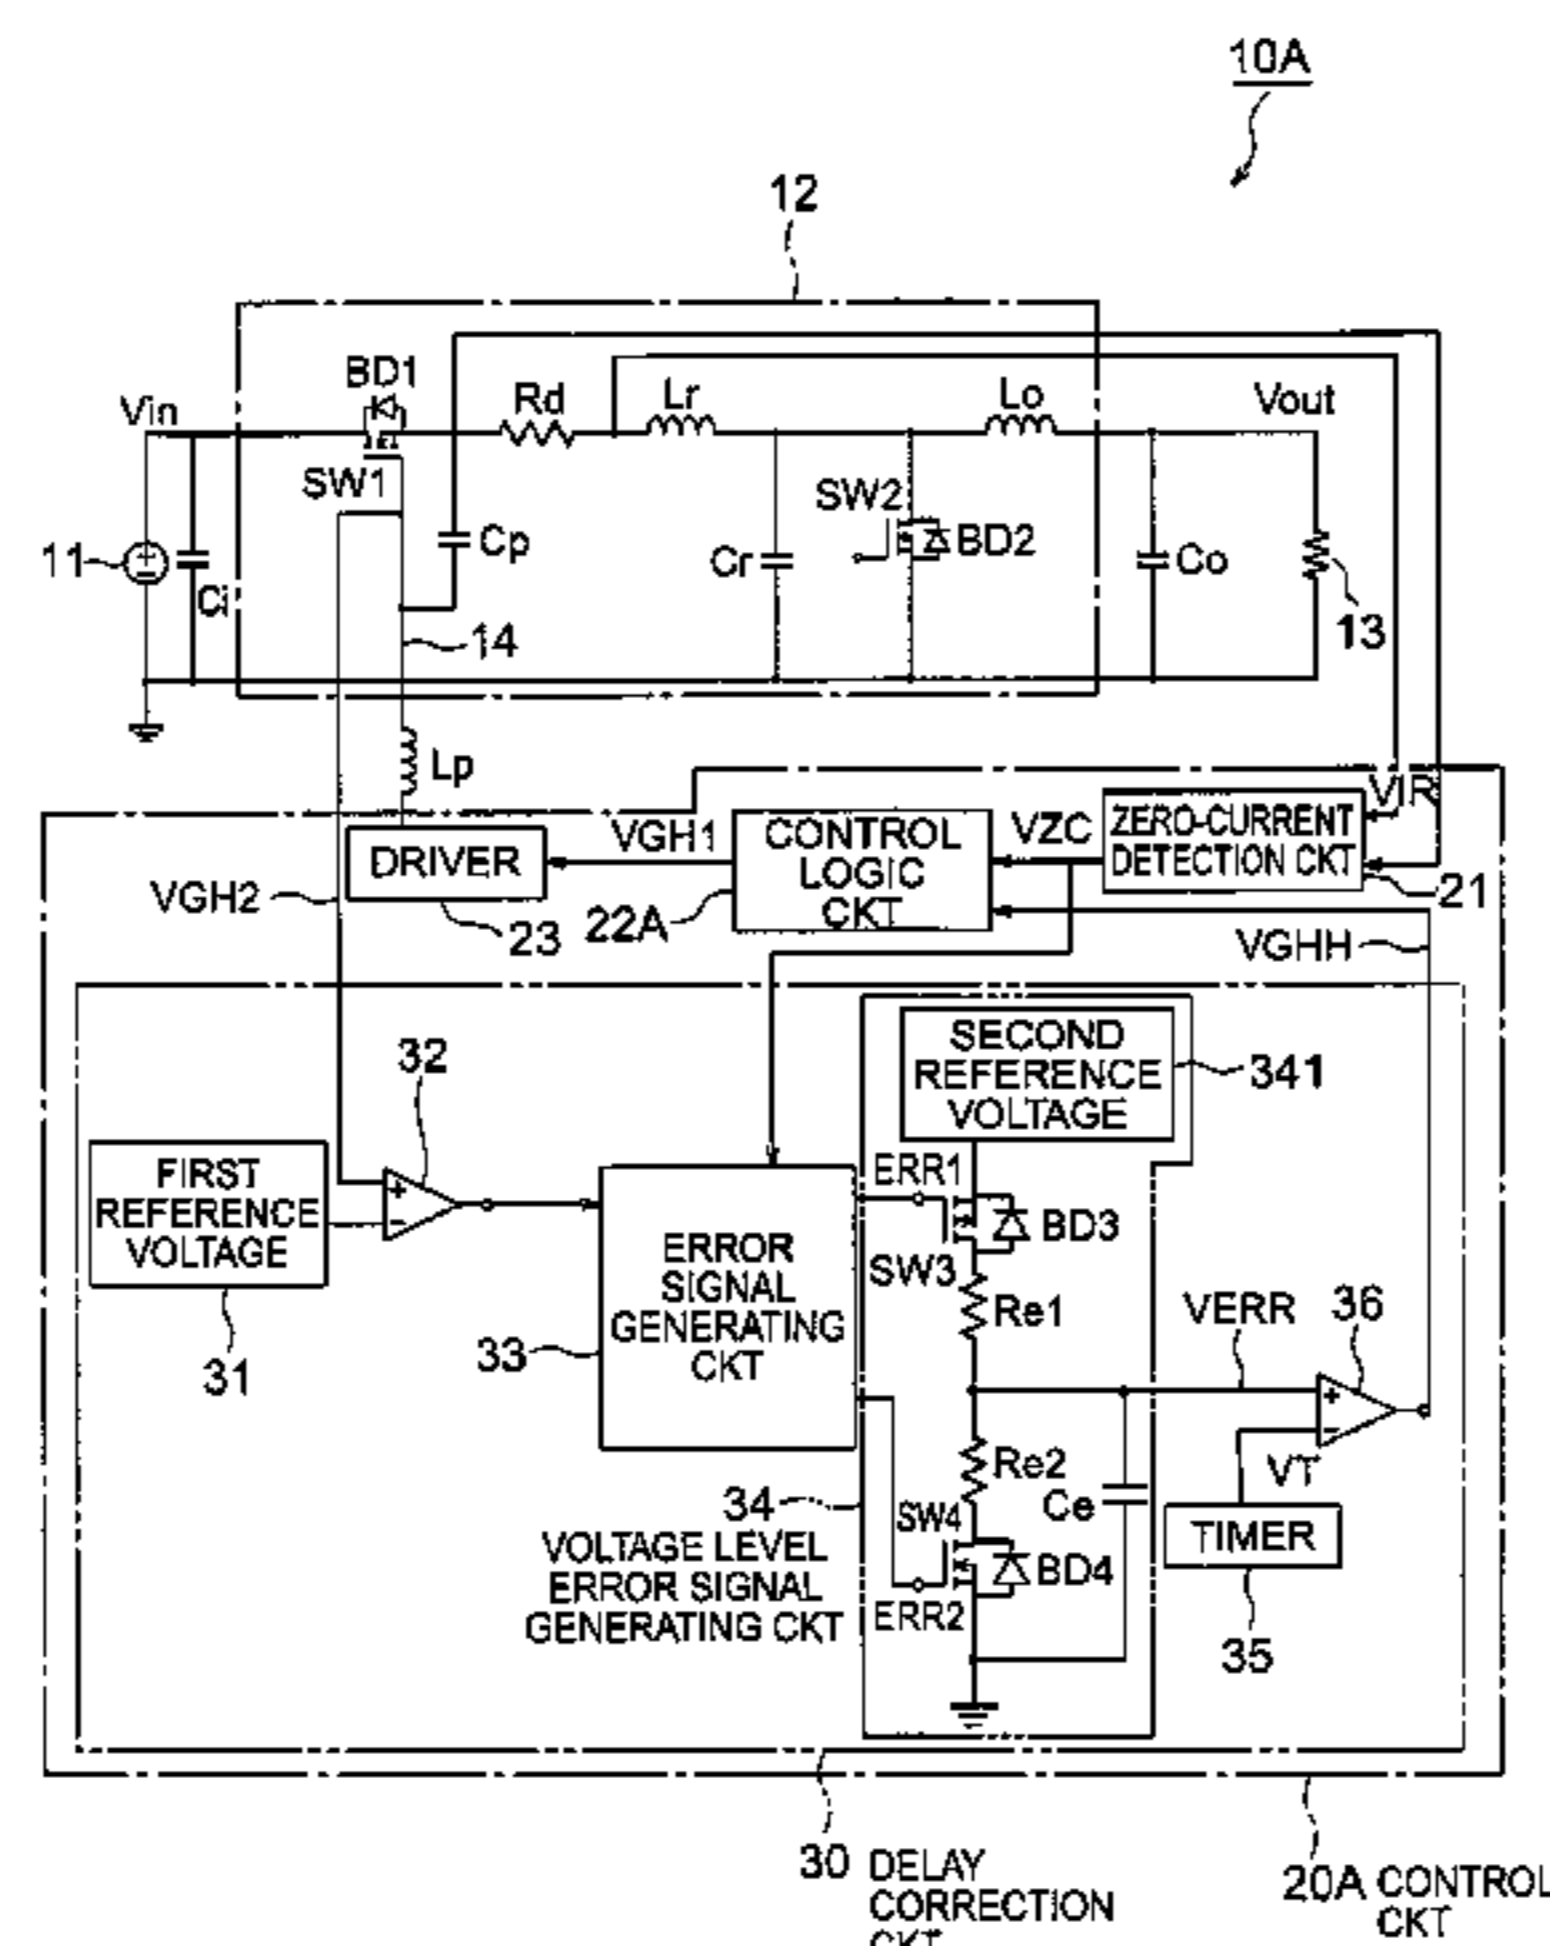 10A
12
BD1
Vin
Rd
Lr
Lo
Vout
SW1
SW2
11
Ci
Cp
Cr
BD2
Co
14
13
Lp
VIR
VGH1
CONTROL
LOGIC
CKT
VZC
ZERO-CURRENT
DETECTION CKT
DRIVER
VGH2
23
22A
21
VGHH
32
SECOND
REFERENCE
VOLTAGE
341
FIRST
REFERENCE
VOLTAGE
+
-
ERR1
BD3
SW3
ERROR
SIGNAL
GENERATING
CKT
Re1
VERR
36
33
31
+
-
Re2
VT
34
Ce
SW4
TIMER
VOLTAGE LEVEL
ERROR SIGNAL
GENERATING CKT
BD4
ERR2
35
30 DELAY
CORRECTION
CKT
20A CONTROL
CKT